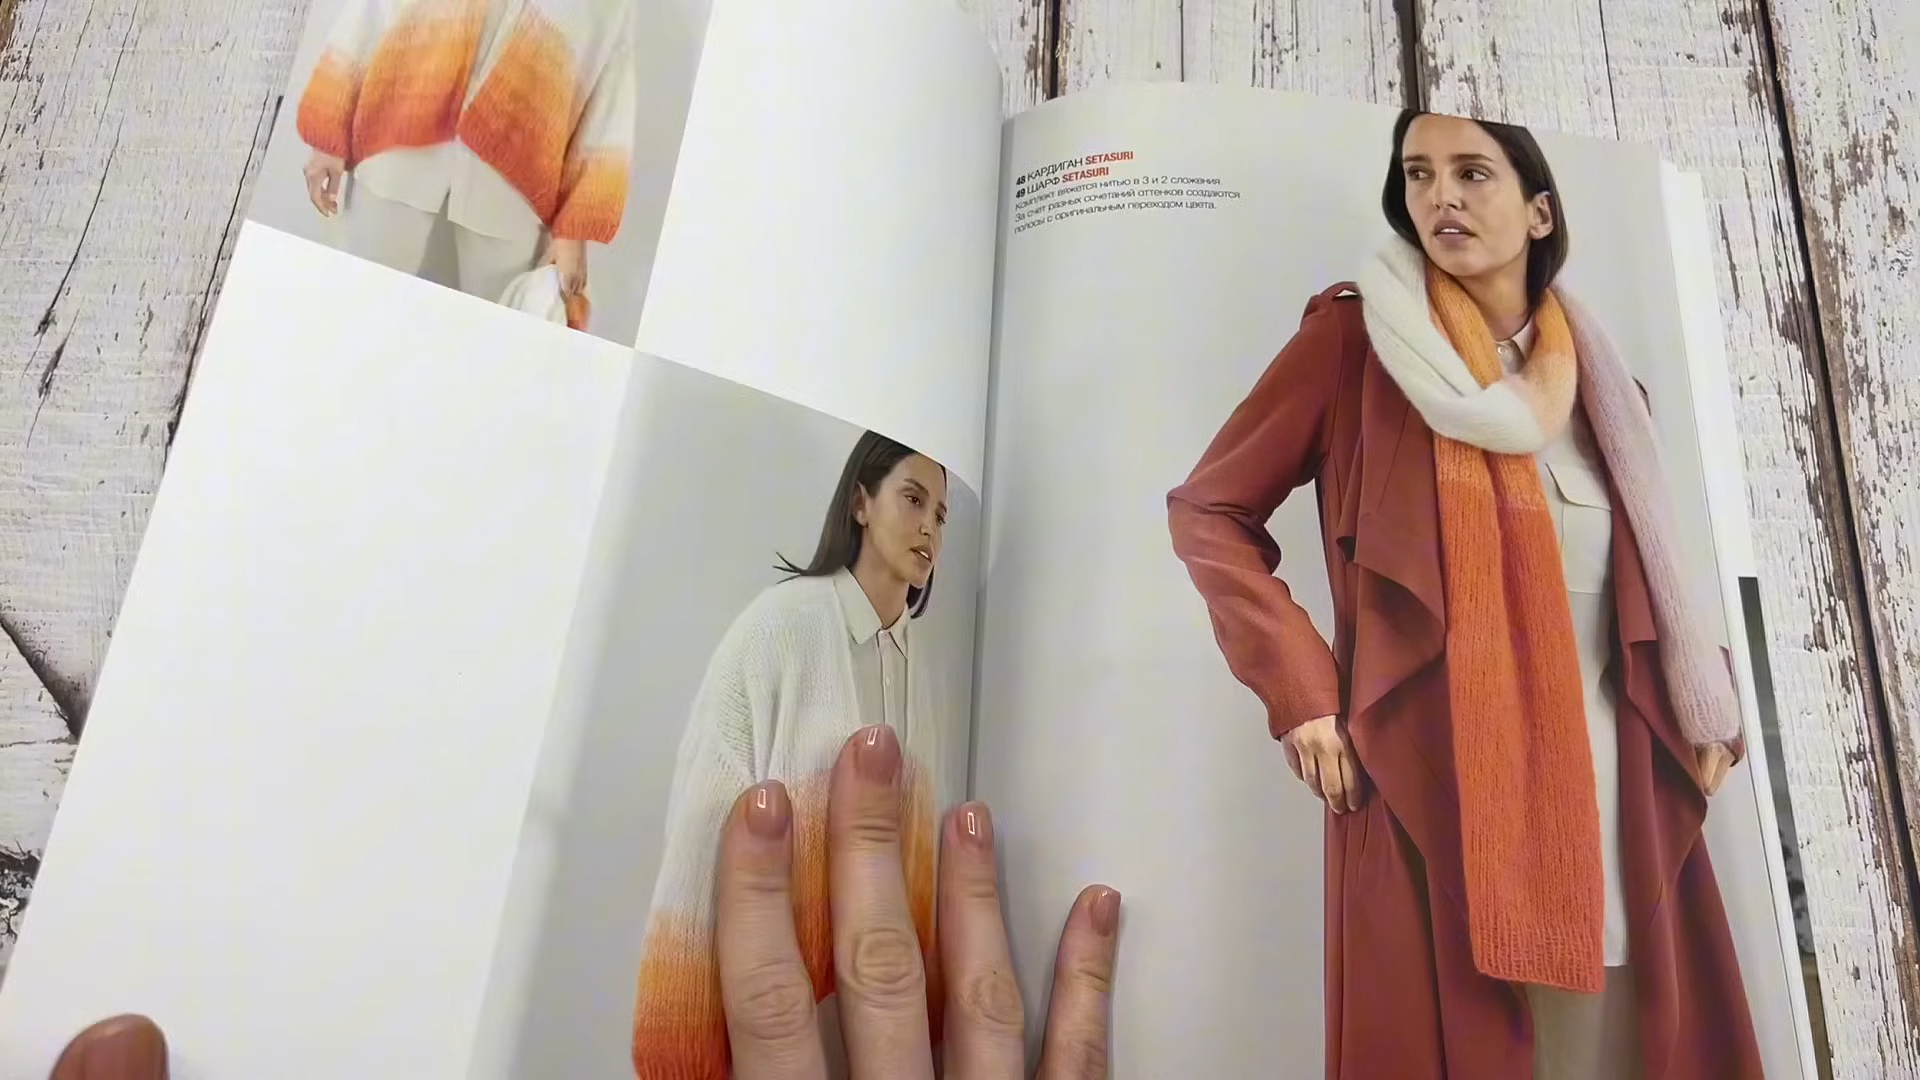 48 КАРДИГАН SETASURI
49 ШАРФ SETASURI
Комплект вяжется нитью в 3 и 2 сложения.
За счет разных сочетаний оттенков создаются
полосы с оригинальным переходом цвета.